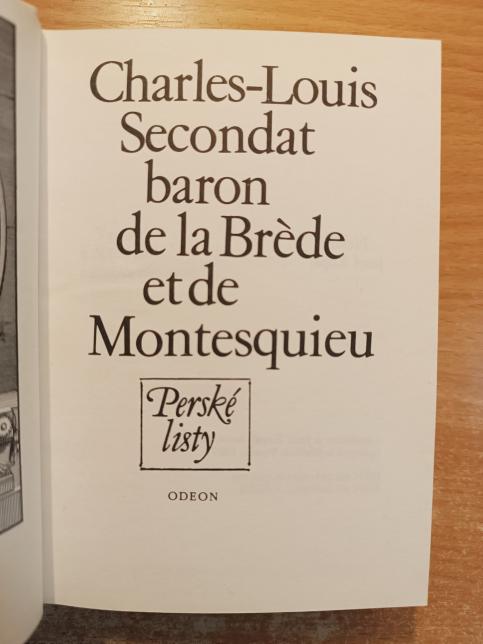 Charles-Louis
Secondat
baron
de la Brède
et de
Montesquieu
Perské
listy
ODEON